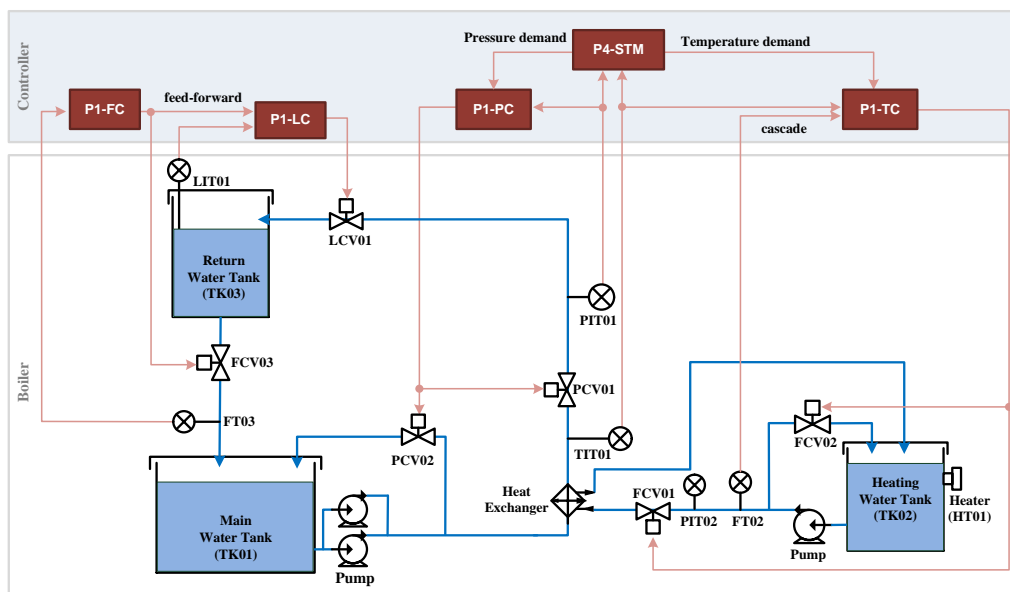 Controller
Pressure demand
P4-STM
Temperature demand
P1-FC
feed-forward
P1-LC
P1-PC
P1-TC
cascade
Boiler
LIT01
LCV01
Return
Water Tank
(TK03)
PIT01
FCV03
PCV01
FT03
PCV02
TIT01
FCV02
Heat
Exchanger
FCV01
PIT02
FT02
Heating
Water Tank
(TK02)
Heater
(HT01)
Main
Water Tank
(TK01)
Pump
Pump